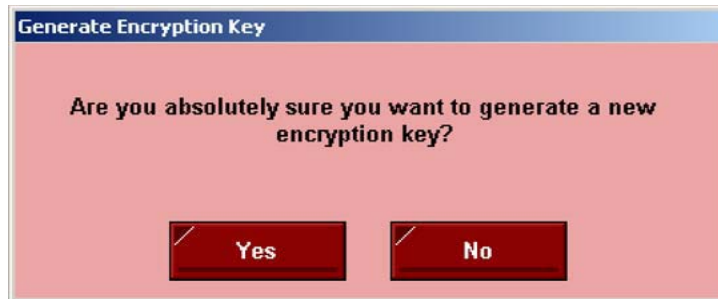 Generate Encryption Key
Are you absolutely sure you want to generate a new
encryption key?
Yes
No